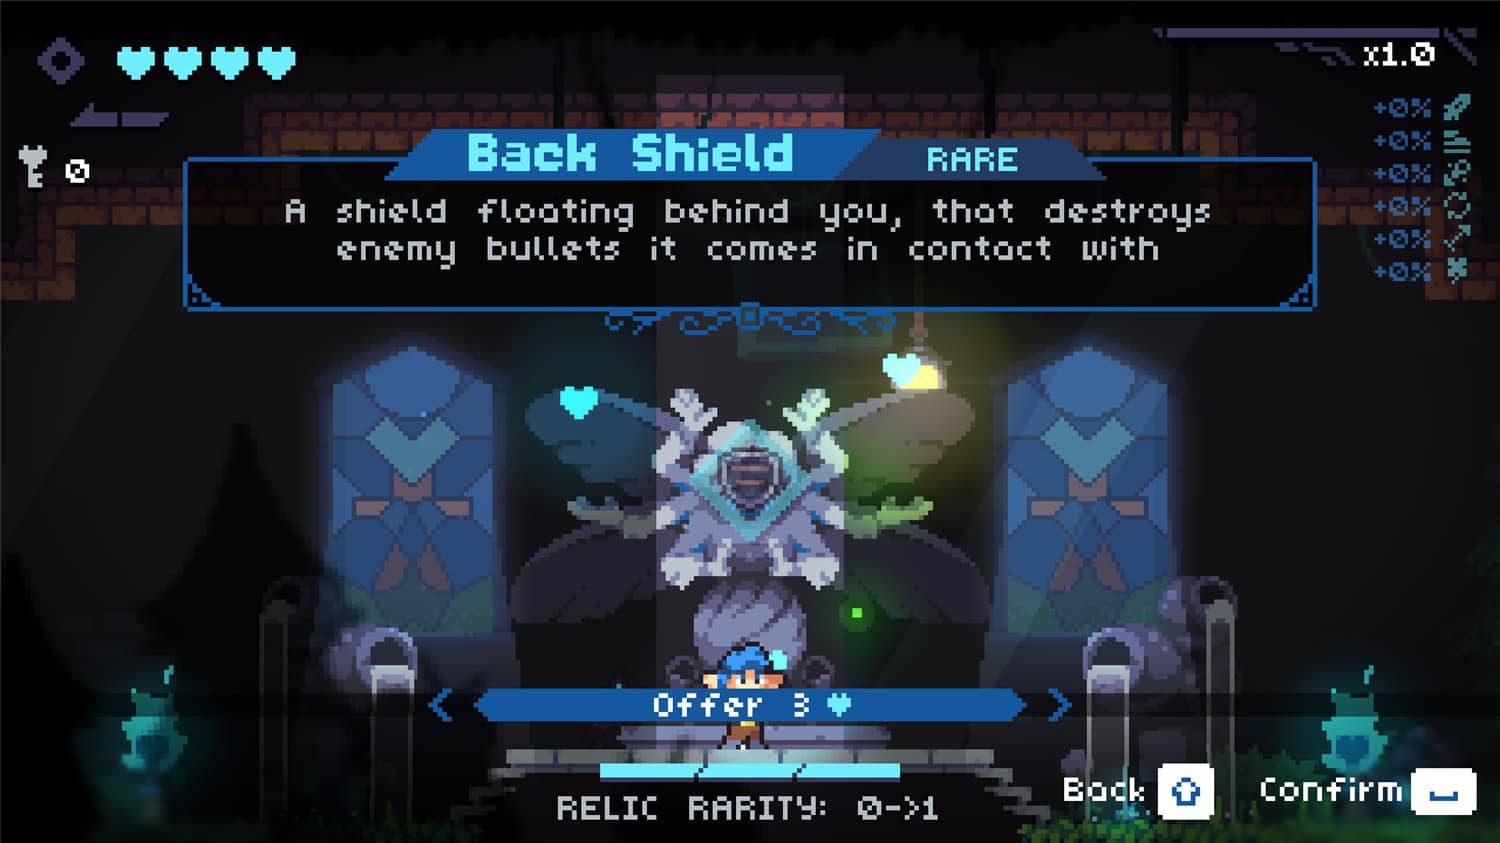 x1.0
+0%
+0%
+0%
+0%
+0%
+0%
0
Back Shield
RARE
A shield floating behind you, that destroys
enemy bullets it comes in contact with
Offer 3
RELIC RARITY: 0->1
Back
Confirm